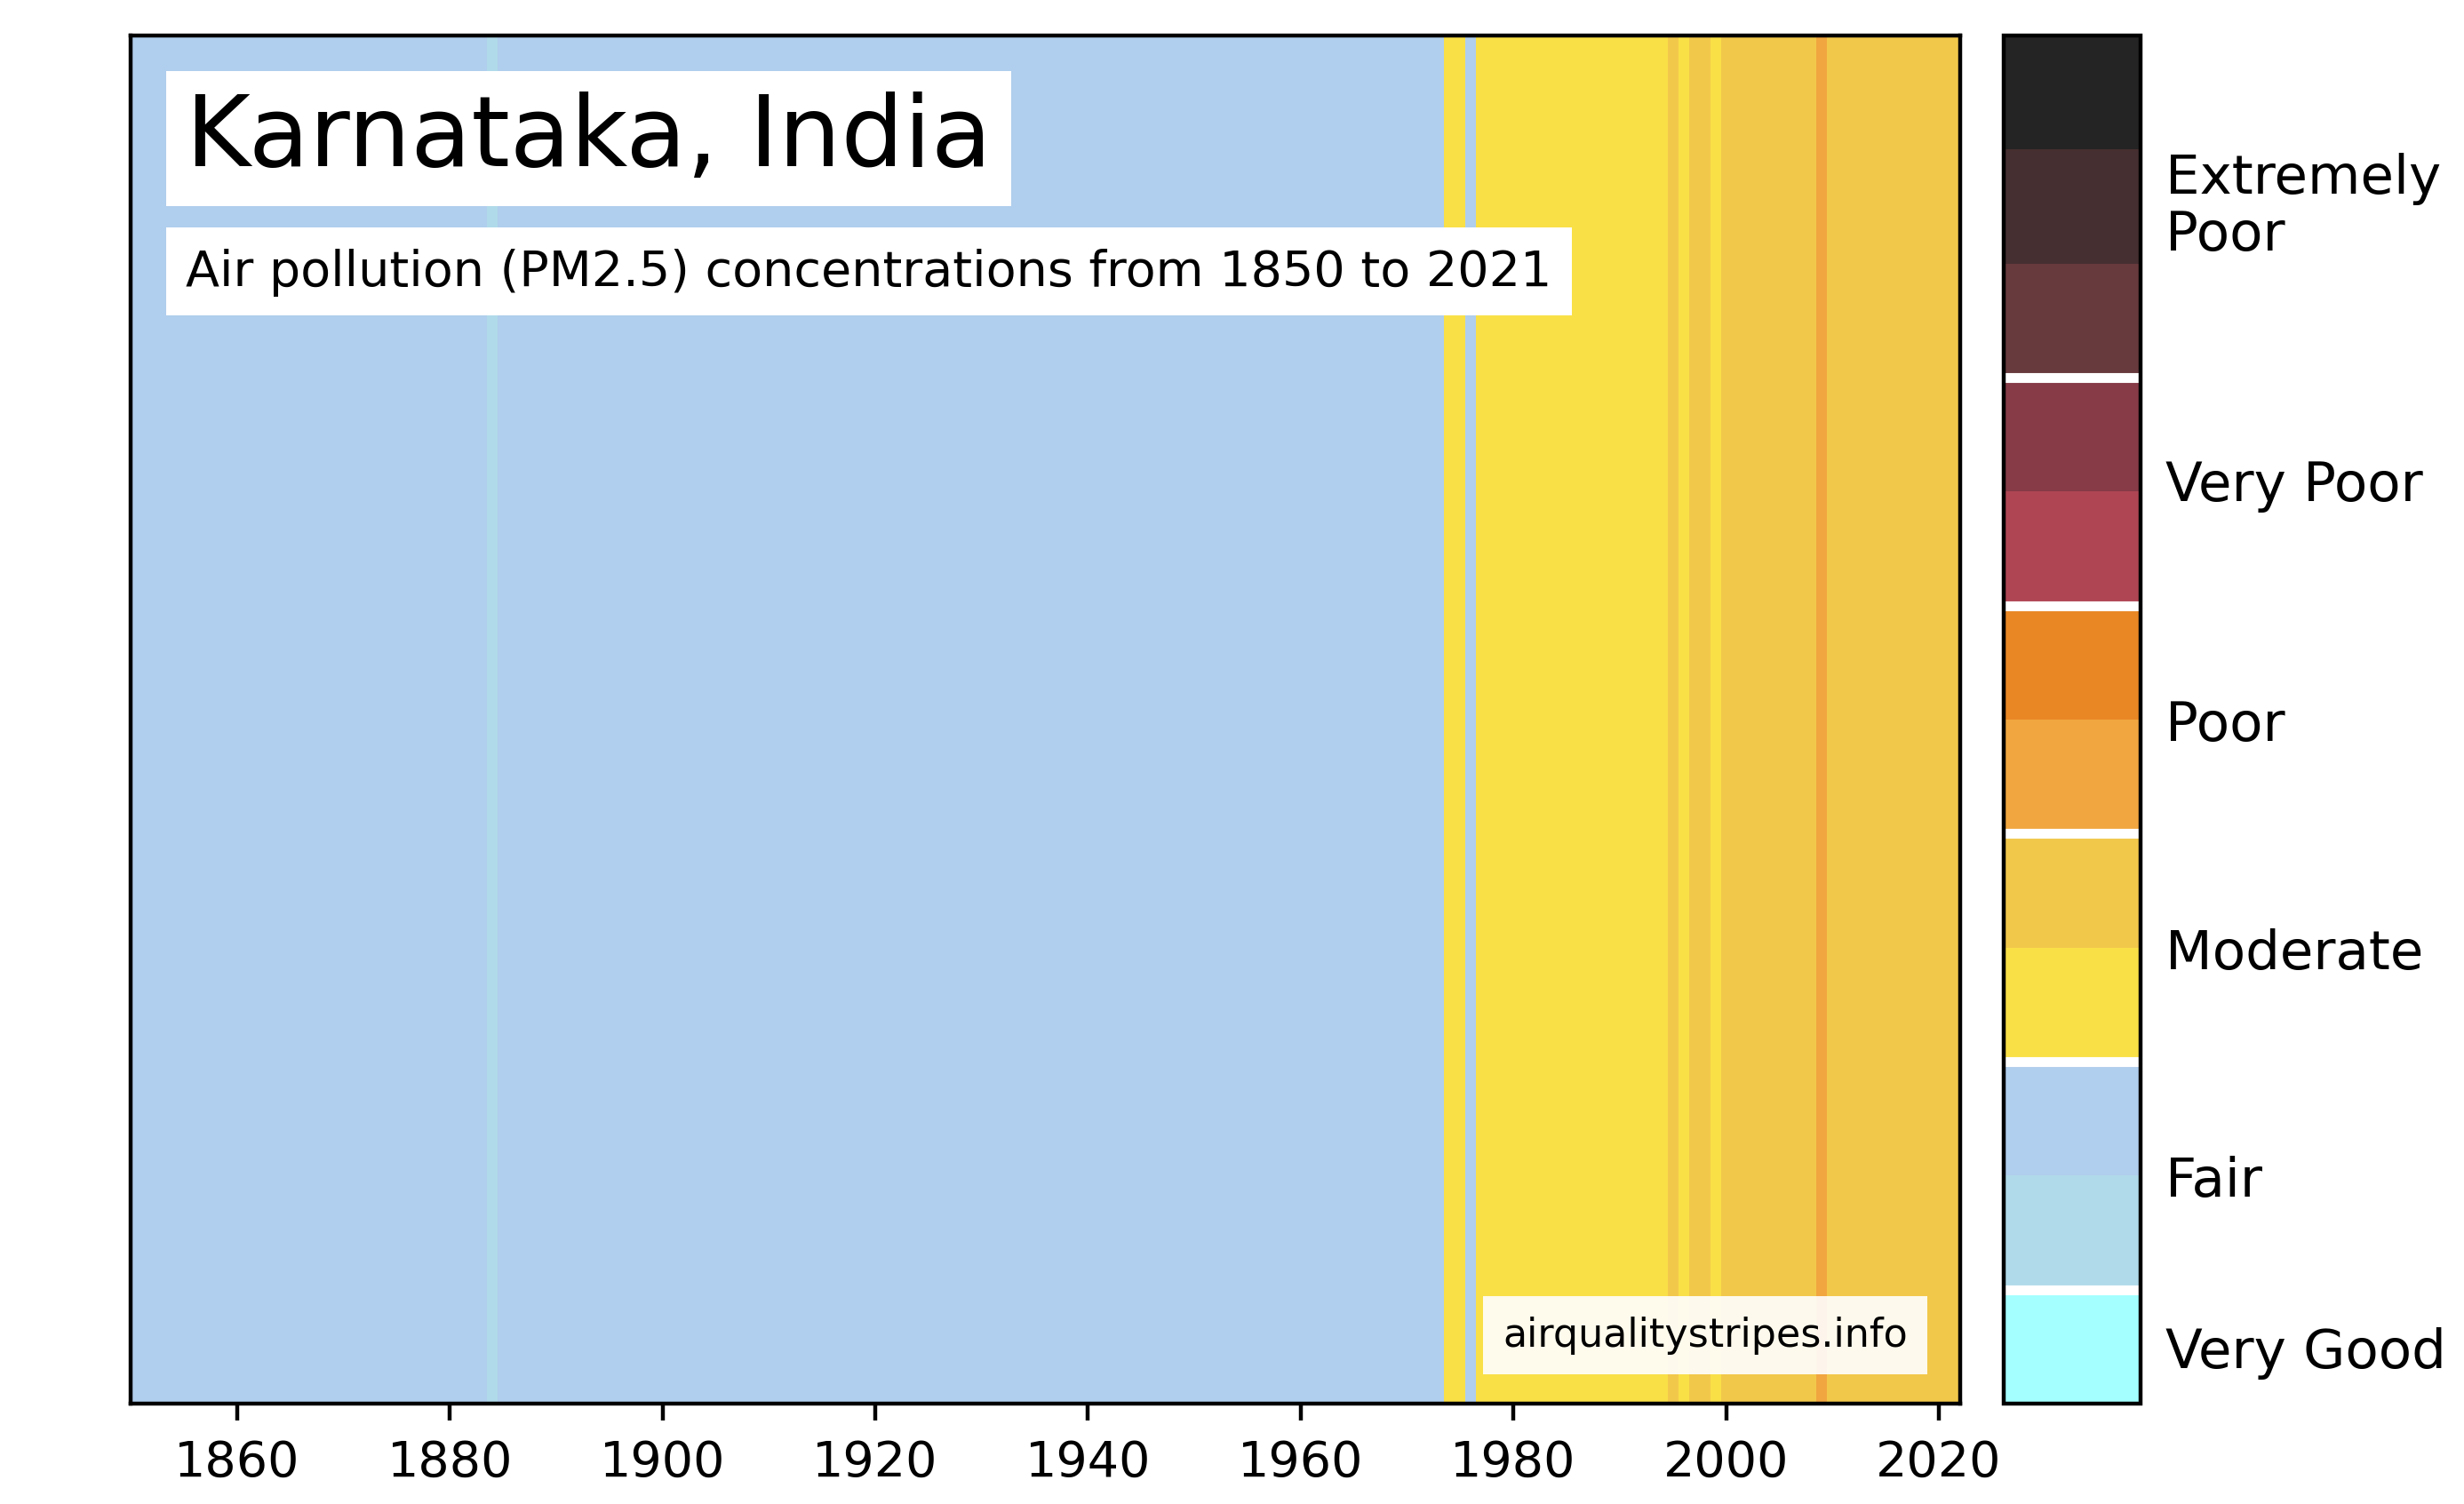 Karnataka, India
Air pollution (PM2.5) concentrations from 1850 to 2021
airqualitystripes.info
1860 1880 1900 1920 1940 1960 1980 2000 2020
Extremely
Poor
Very Poor
Poor
Moderate
Fair
Very Good